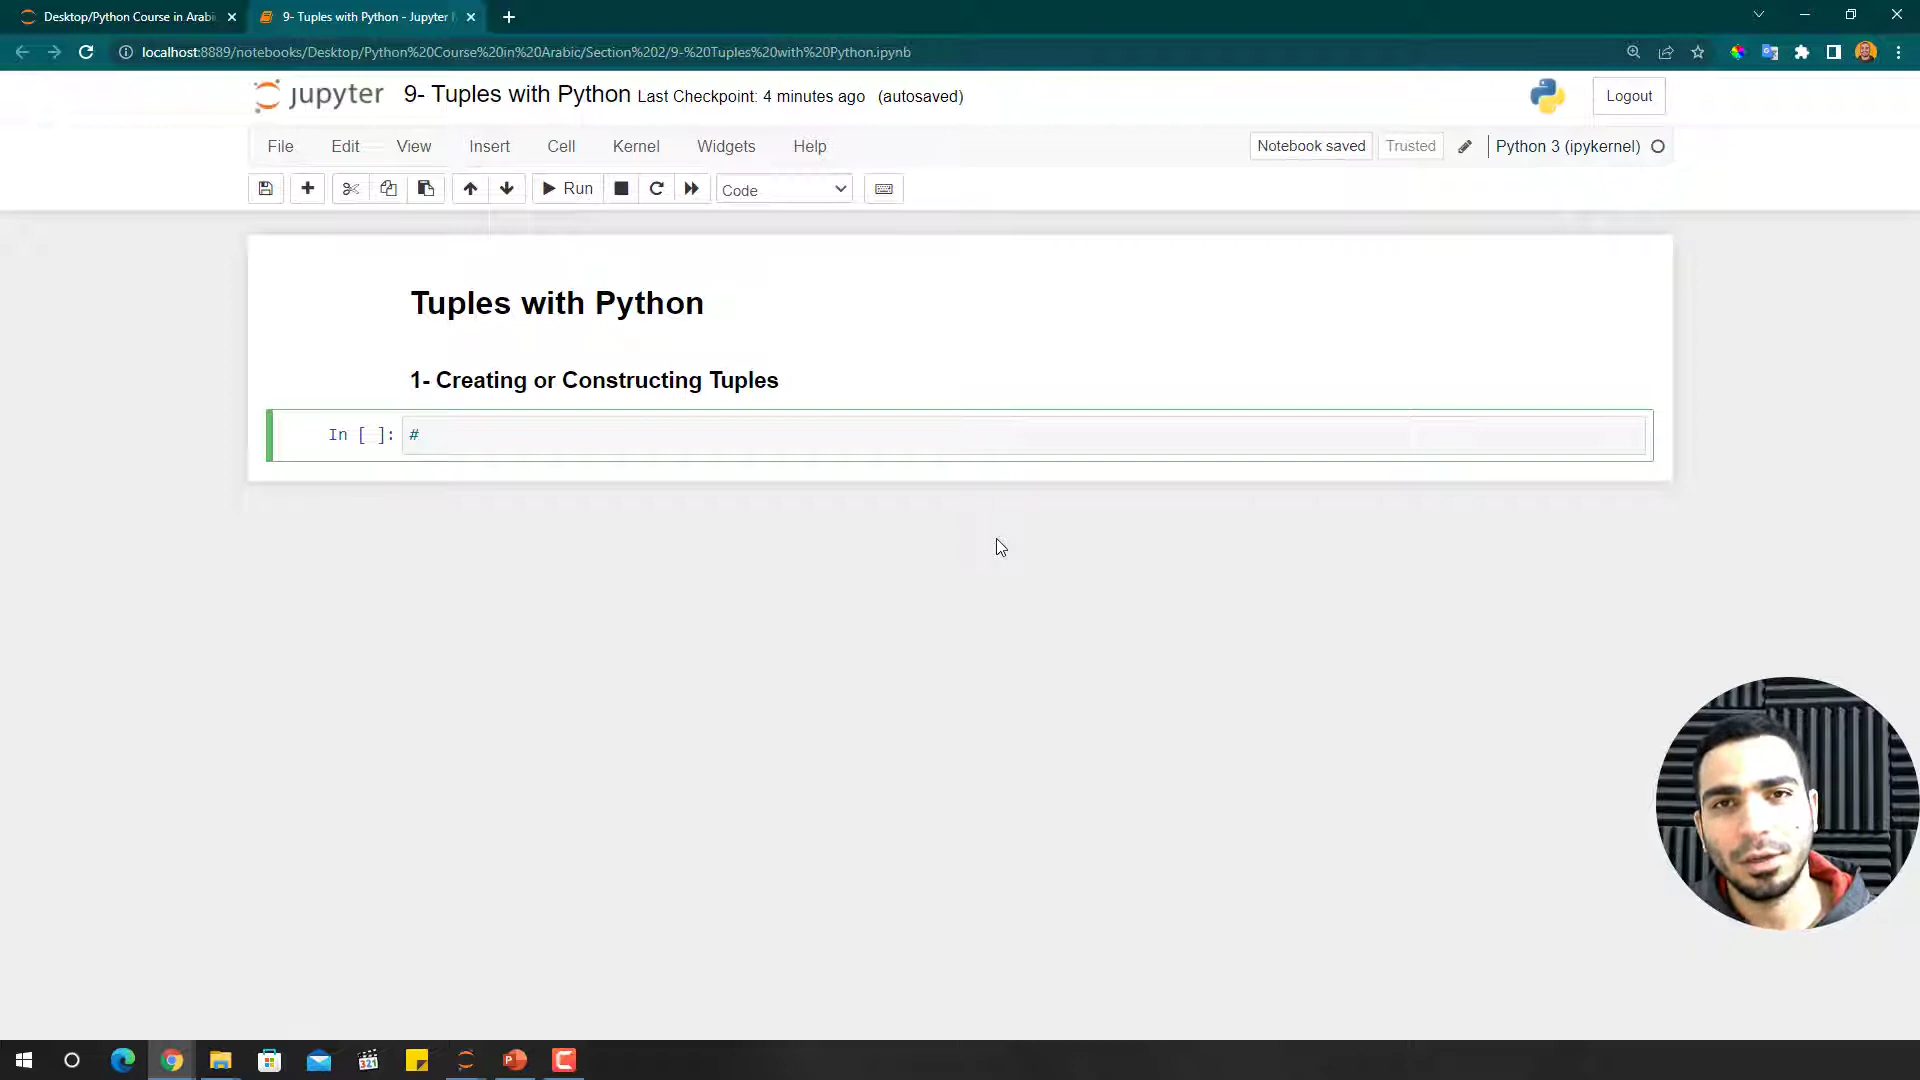 Desktop/Python Course in Arabi
9- Tuples with Python - Jupyter
localhost:8889/notebooks/Desktop/Python%20Course%20in%20Arabic/Section%202/9-%20Tuples%20with%20Python.ipynb
jupyter 9- Tuples with Python Last Checkpoint: 4 minutes ago (autosaved)
Logout
File Edit View Insert Cell Kernel Widgets Help
Notebook saved Trusted Python 3 (ipykernel)
Run Code
Tuples with Python
1- Creating or Constructing Tuples
In [ ]: #
321
P